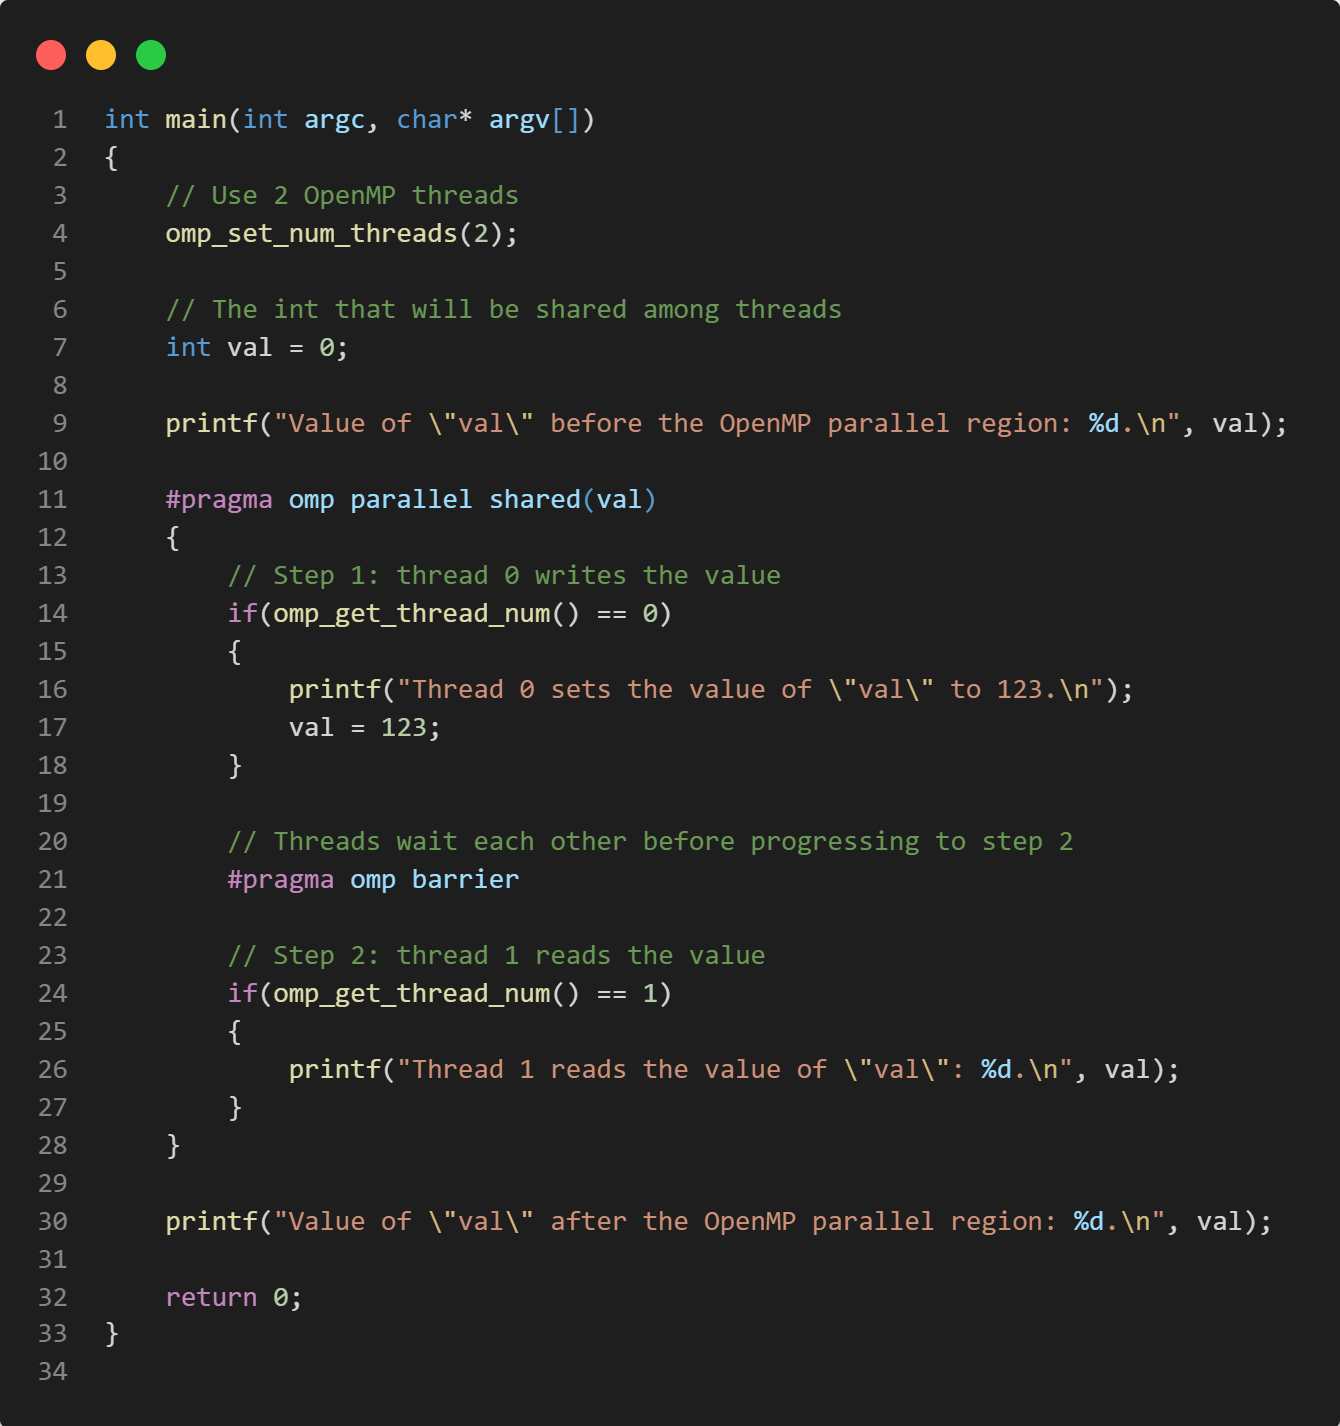 1 int main(int argc, char* argv[])
2 {
3     // Use 2 OpenMP threads
4     omp_set_num_threads(2);
5
6     // The int that will be shared among threads
7     int val = 0;
8
9     printf("Value of \"val\" before the OpenMP parallel region: %d.\n", val);
10
11     #pragma omp parallel shared(val)
12     {
13         // Step 1: thread 0 writes the value
14         if(omp_get_thread_num() == 0)
15         {
16             printf("Thread 0 sets the value of \"val\" to 123.\n");
17             val = 123;
18         }
19
20         // Threads wait each other before progressing to step 2
21         #pragma omp barrier
22
23         // Step 2: thread 1 reads the value
24         if(omp_get_thread_num() == 1)
25         {
26             printf("Thread 1 reads the value of \"val\": %d.\n", val);
27         }
28     }
29
30     printf("Value of \"val\" after the OpenMP parallel region: %d.\n", val);
31
32     return 0;
33 }
34